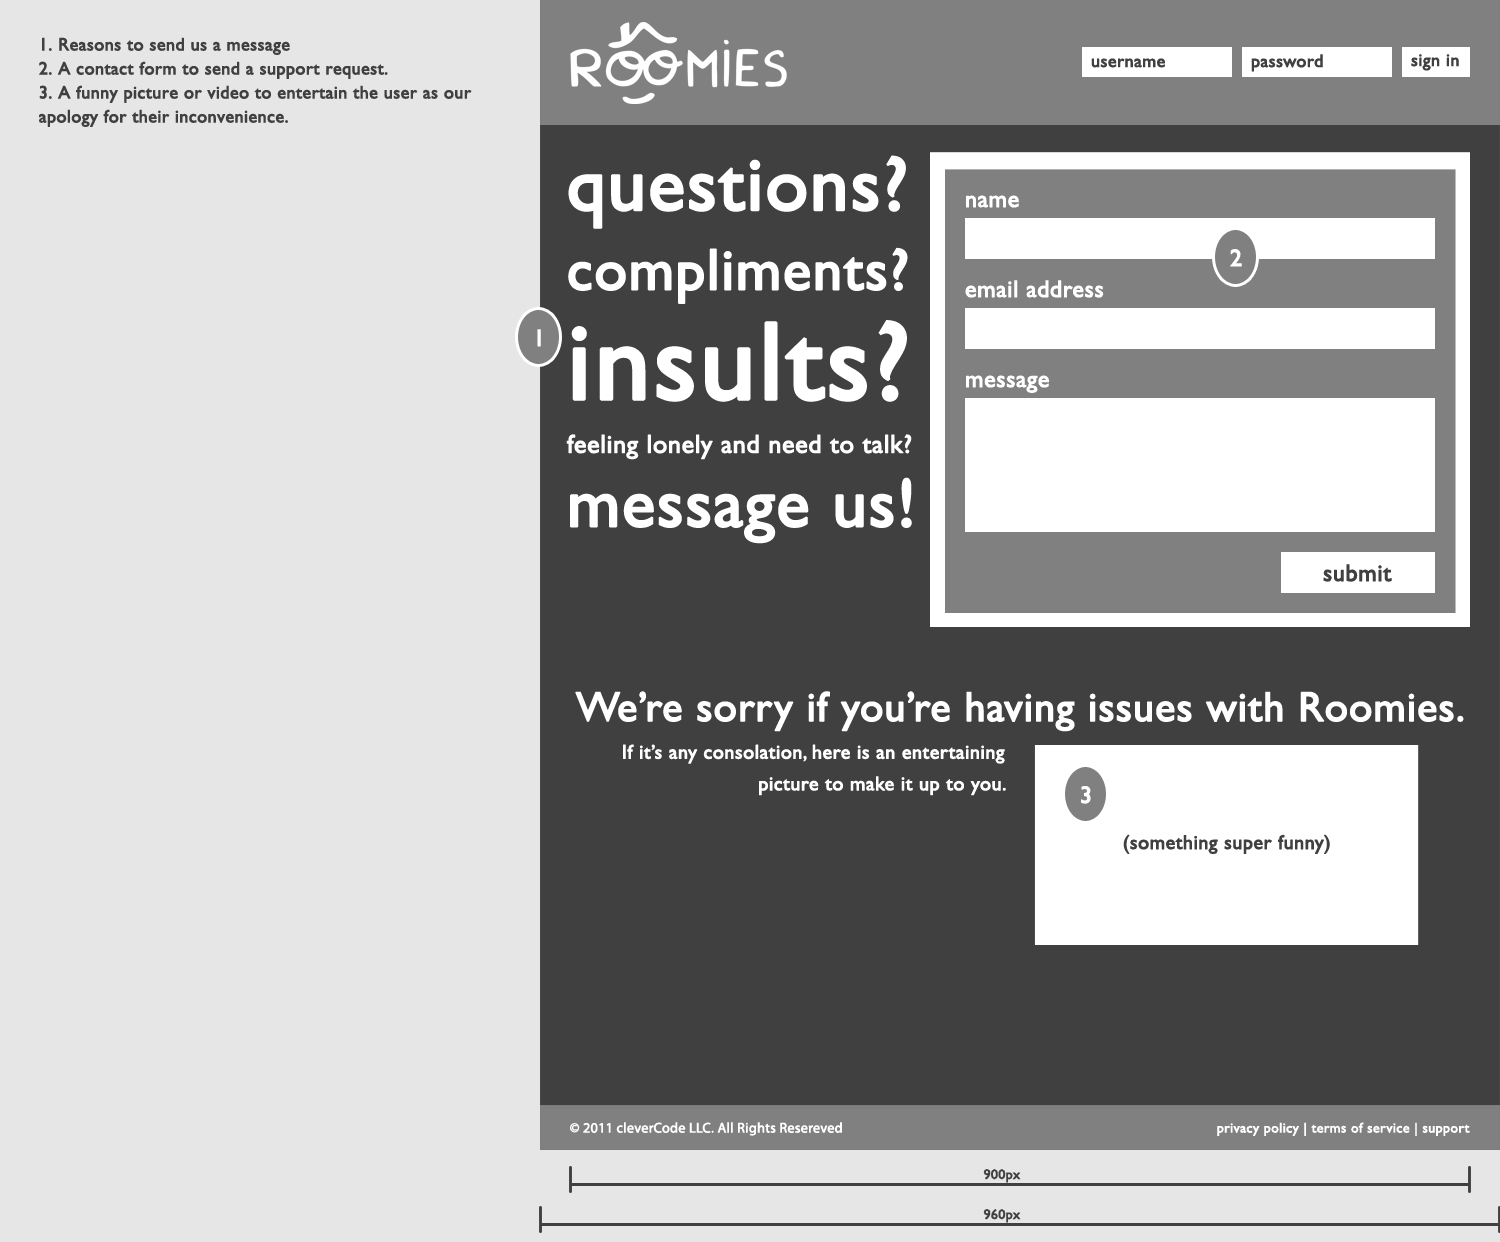 1. Reasons to send us a message
2. A contact form to send a support request.
3. A funny picture or video to entertain the user as our
apology for their inconvenience.
ROOMIES
username
password
sign in
questions?
compliments?
1
insults?
feeling lonely and need to talk?
message us!
name
2
email address
message
submit
We're sorry if you're having issues with Roomies.
If it's any consolation, here is an entertaining
picture to make it up to you.
3
(something super funny)
© 2011 cleverCode LLC. All Rights Resereved
privacy policy | terms of service | support
900px
960px